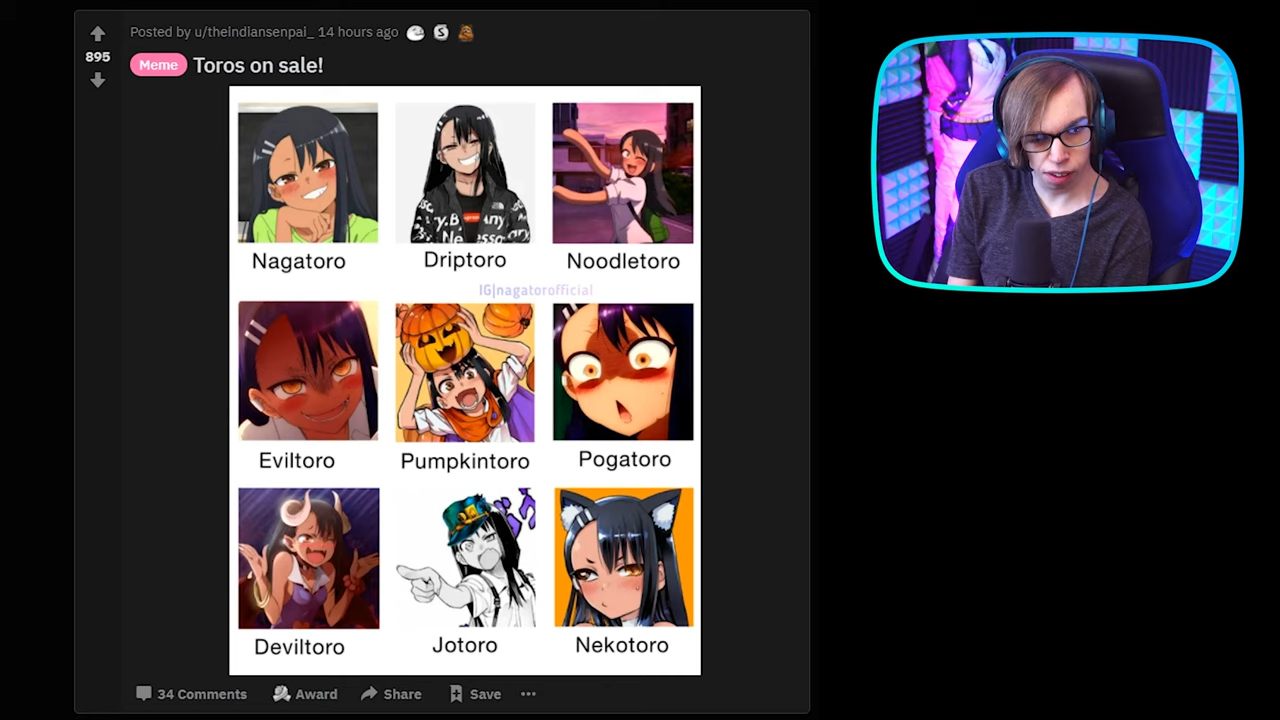 Posted by u/theindiansenpai_ 14 hours ago
895
Meme Toros on sale!
Nagatoro
Driptoro
Noodletoro
IG|nagatorofficial
Eviltoro
Pumpkintoro
Pogatoro
Deviltoro
Jotoro
Nekotoro
34 Comments Award Share Save